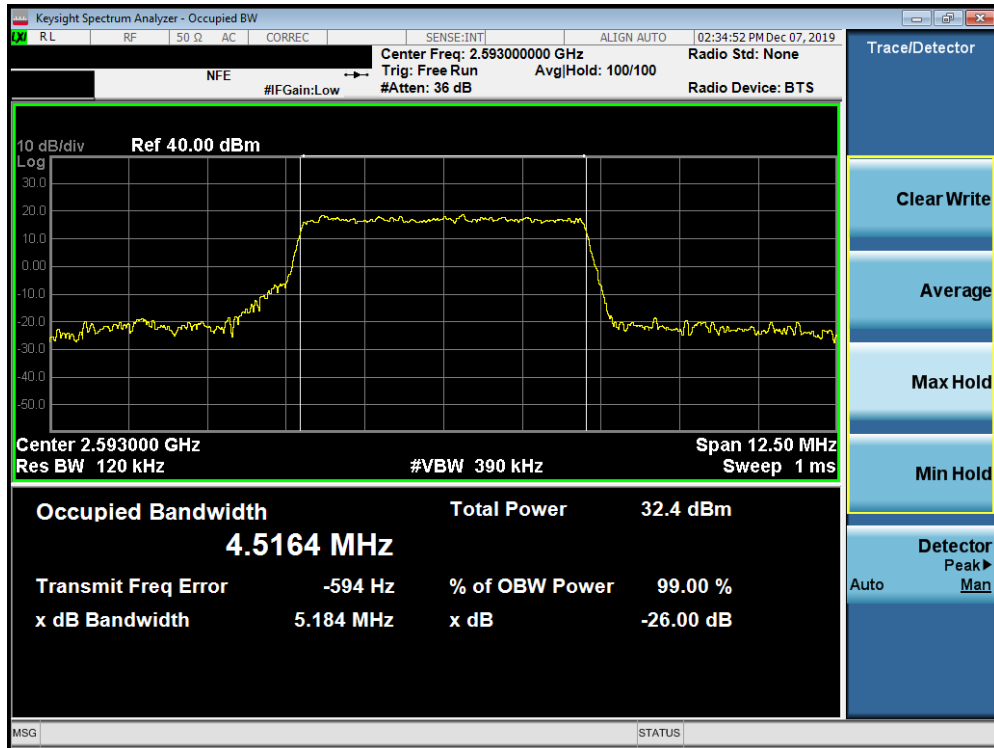 Keysight Spectrum Analyzer - Occupied BW
LXI RL RF 50 Ω AC CORREC SENSE:INT ALIGN AUTO 02:34:52 PM Dec 07, 2019
Center Freq: 2.593000000 GHz Radio Std: None
NFE Trig: Free Run Avg|Hold: 100/100
#IFGain:Low #Atten: 36 dB Radio Device: BTS
10 dB/div Ref 40.00 dBm
Log
30.0
20.0
10.0
0.00
-10.0
-20.0
-30.0
-40.0
-50.0
Center 2.593000 GHz Span 12.50 MHz
Res BW 120 kHz #VBW 390 kHz Sweep 1 ms
Occupied Bandwidth Total Power 32.4 dBm
4.5164 MHz
Transmit Freq Error -594 Hz % of OBW Power 99.00 %
x dB Bandwidth 5.184 MHz x dB -26.00 dB
MSG STATUS
Trace/Detector
Clear Write
Average
Max Hold
Min Hold
Detector
Peak▶
Auto Man